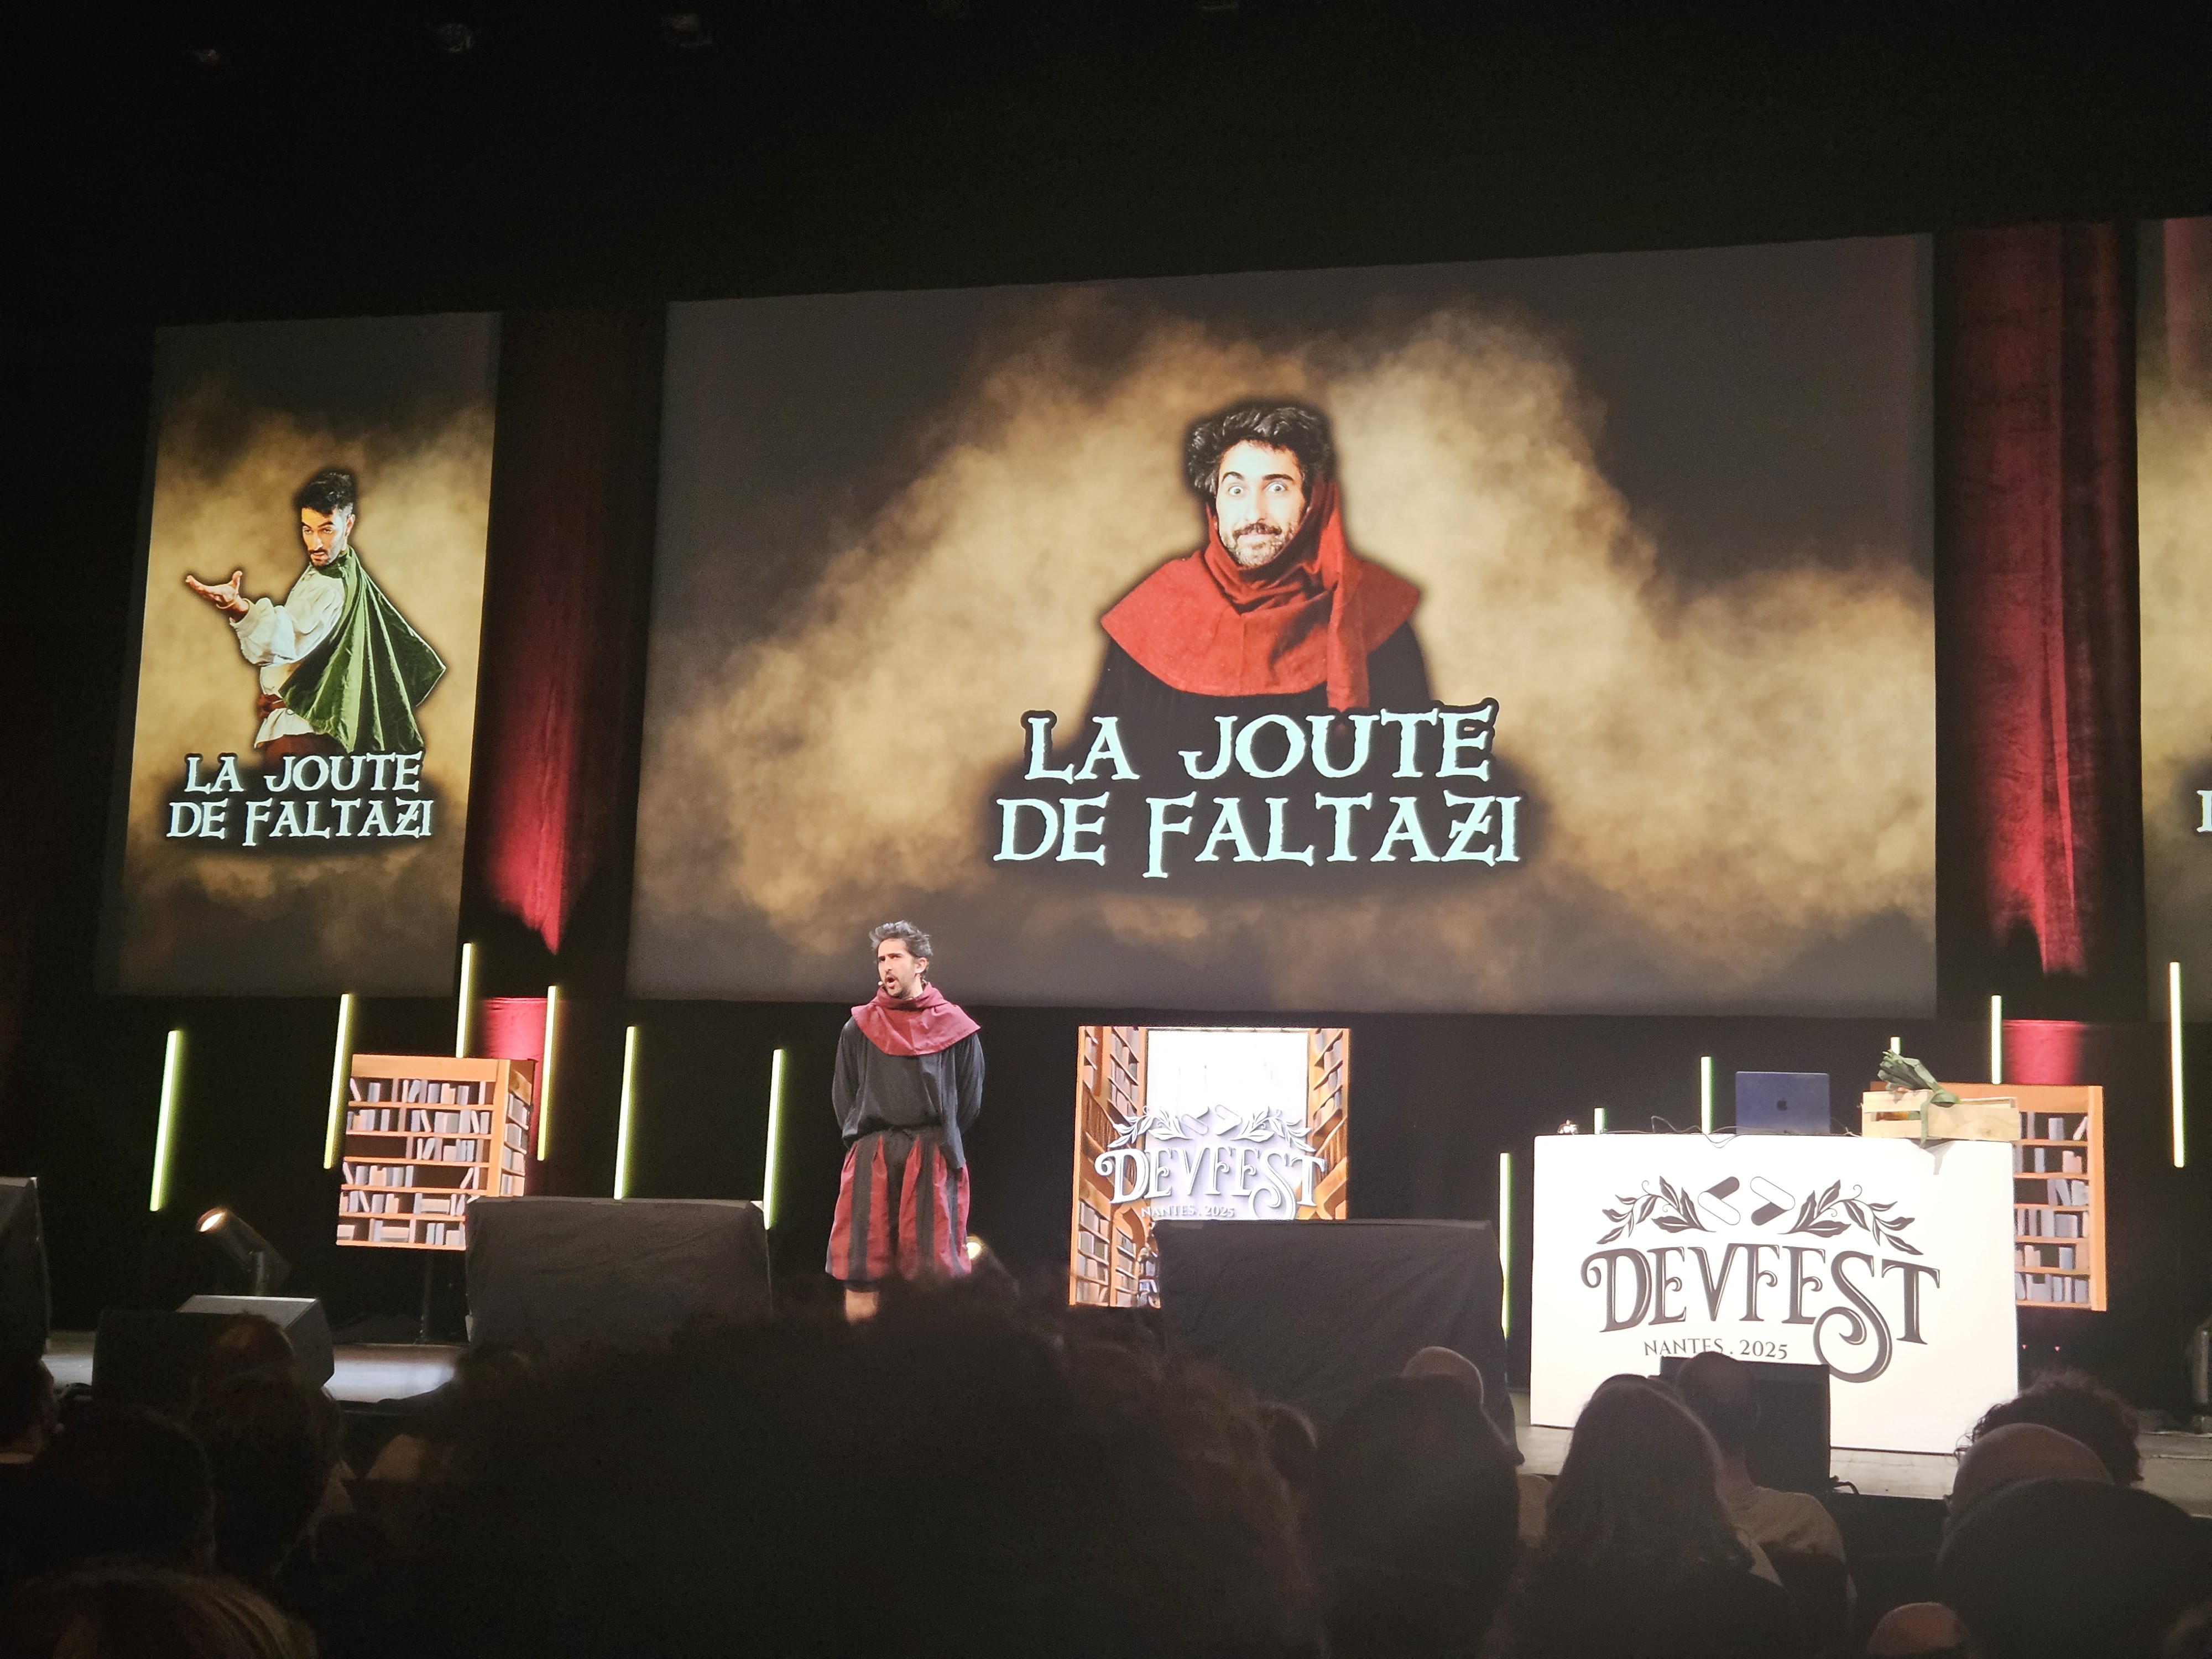 LA JOUTE
DE FALTAZI
LA JOUTE
DE FALTAZI
DEVFEST
NANTES . 2025
DEVFEST
NANTES . 2025